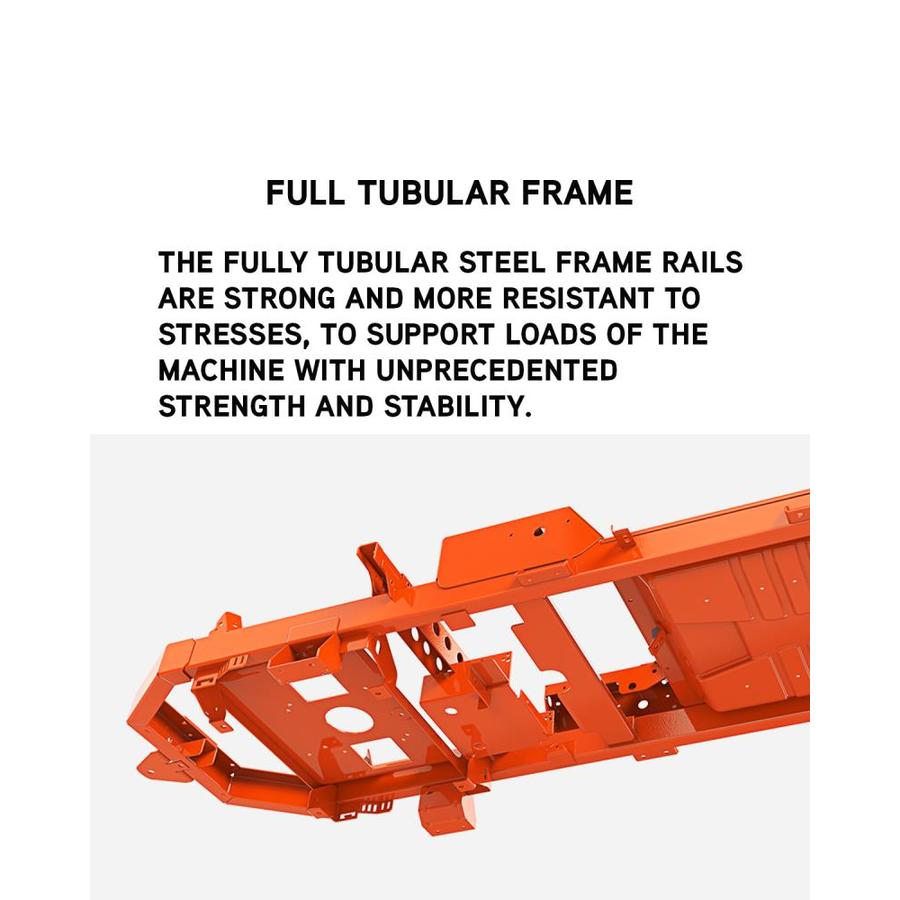 FULL TUBULAR FRAME
THE FULLY TUBULAR STEEL FRAME RAILS
ARE STRONG AND MORE RESISTANT TO
STRESSES, TO SUPPORT LOADS OF THE
MACHINE WITH UNPRECEDENTED
STRENGTH AND STABILITY.